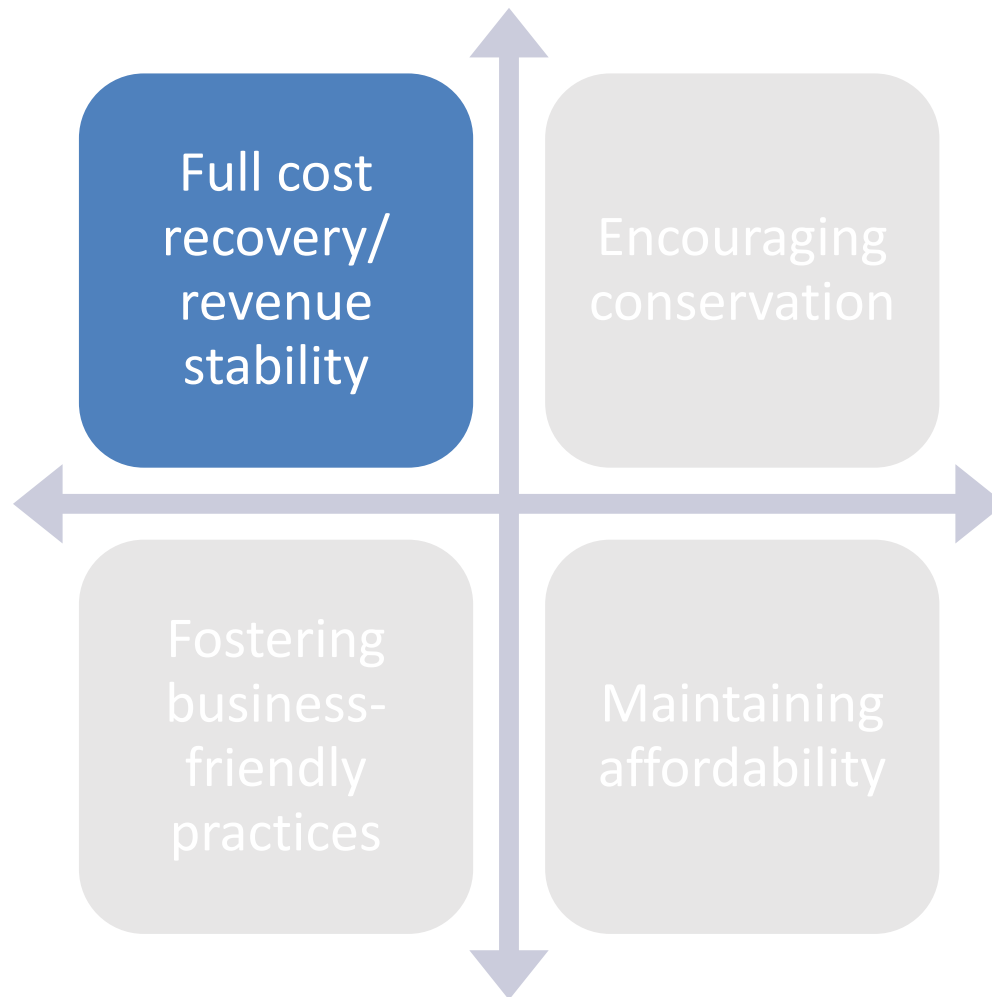 Full cost
recovery/
revenue
stability
Encouraging
conservation
Fostering
business-
friendly
practices
Maintaining
affordability